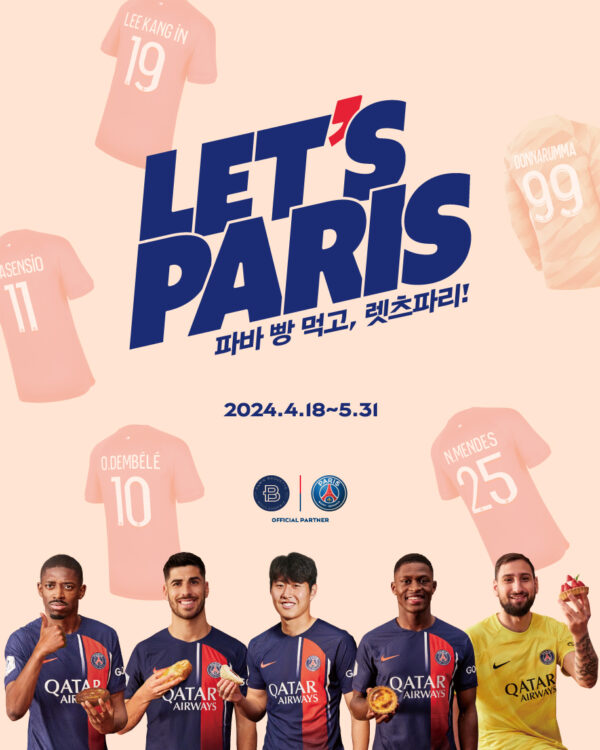 LEE KANG iN
19
LET'S
PARIS
DONNARUMMA
99
ASENSİO
11
파바 빵 먹고, 렛츠파리!
2024.4.18~5.31
O.DEMBÉLÉ
10
N.MENDES
25
B
PARIS
OFFICIAL PARTNER
QATAR
AIRWAYS
QATAR
AIRWAYS
QATAR
AIRWAYS
QATAR
AIRWAYS
QATAR
AIRWAYS